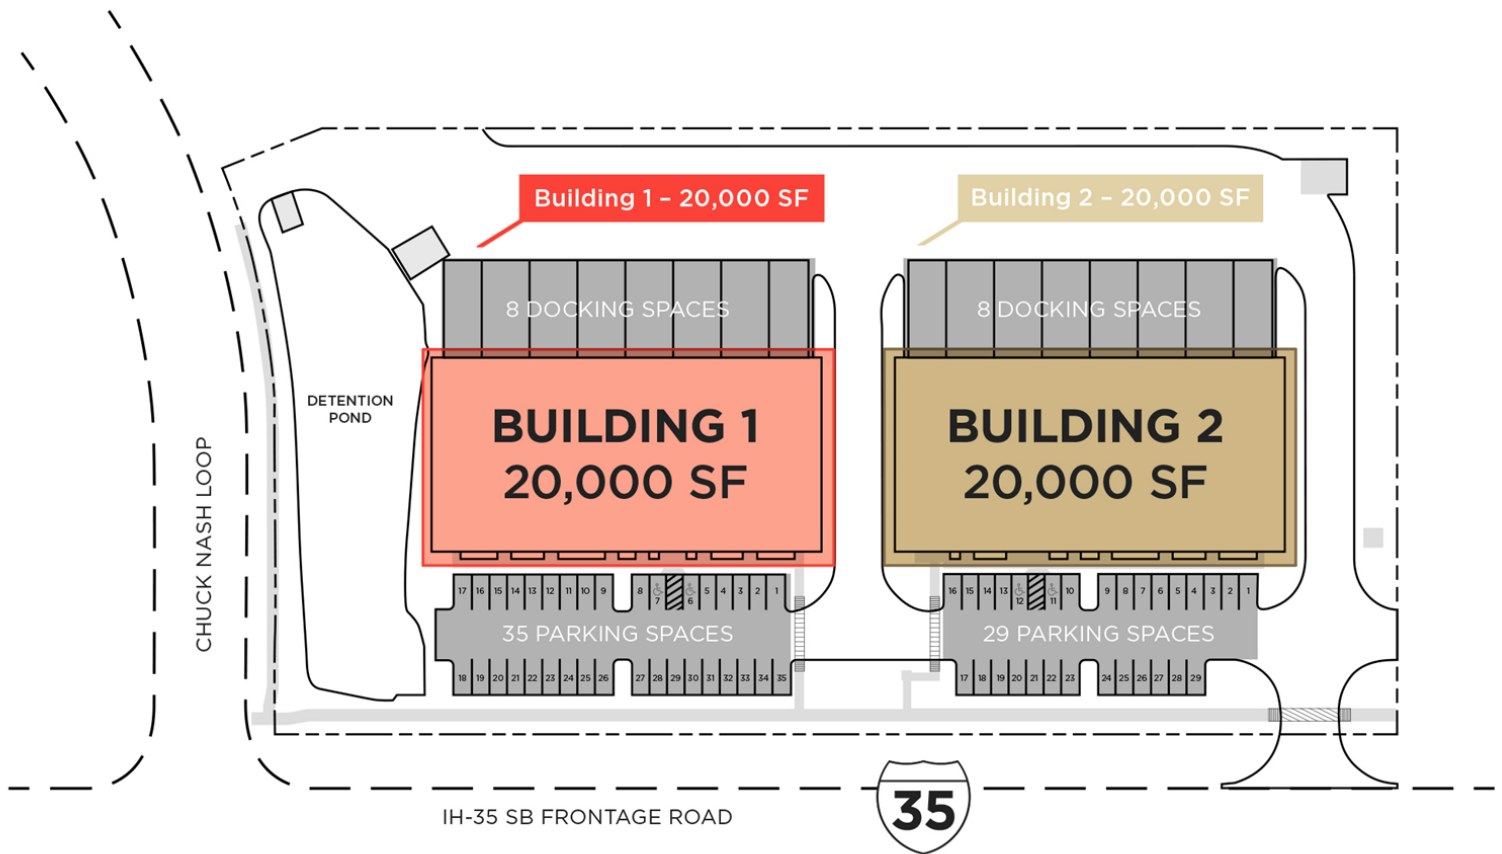 Building 1 – 20,000 SF
Building 2 – 20,000 SF
8 DOCKING SPACES
8 DOCKING SPACES
DETENTION
POND
BUILDING 1
20,000 SF
BUILDING 2
20,000 SF
CHUCK NASH LOOP
17 16 15 14 13 12 11 10 9 8 7 6 5 4 3 2 1
35 PARKING SPACES
18 19 20 21 22 23 24 25 26 27 28 29 30 31 32 33 34 35
16 15 14 13 12 11 10 9 8 7 6 5 4 3 2 1
29 PARKING SPACES
17 18 19 20 21 22 23 24 25 26 27 28 29
IH-35 SB FRONTAGE ROAD
35